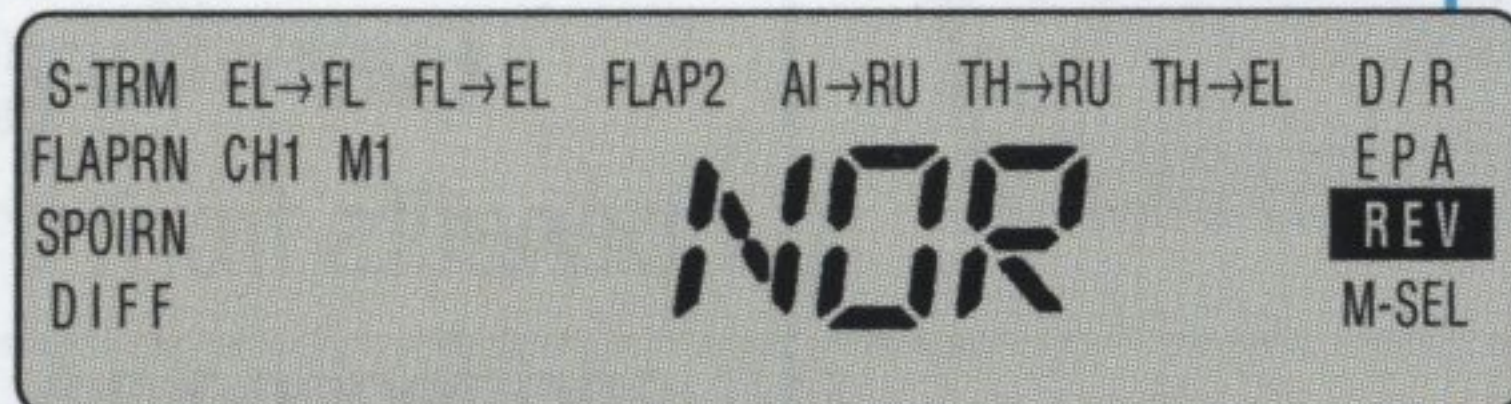 S-TRM EL→FL FL→EL FLAP2 AI→RU TH→RU TH→EL D/R
FLAPRN CH1 M1 EPA
SPOIRN NOR REV
DIFF M-SEL